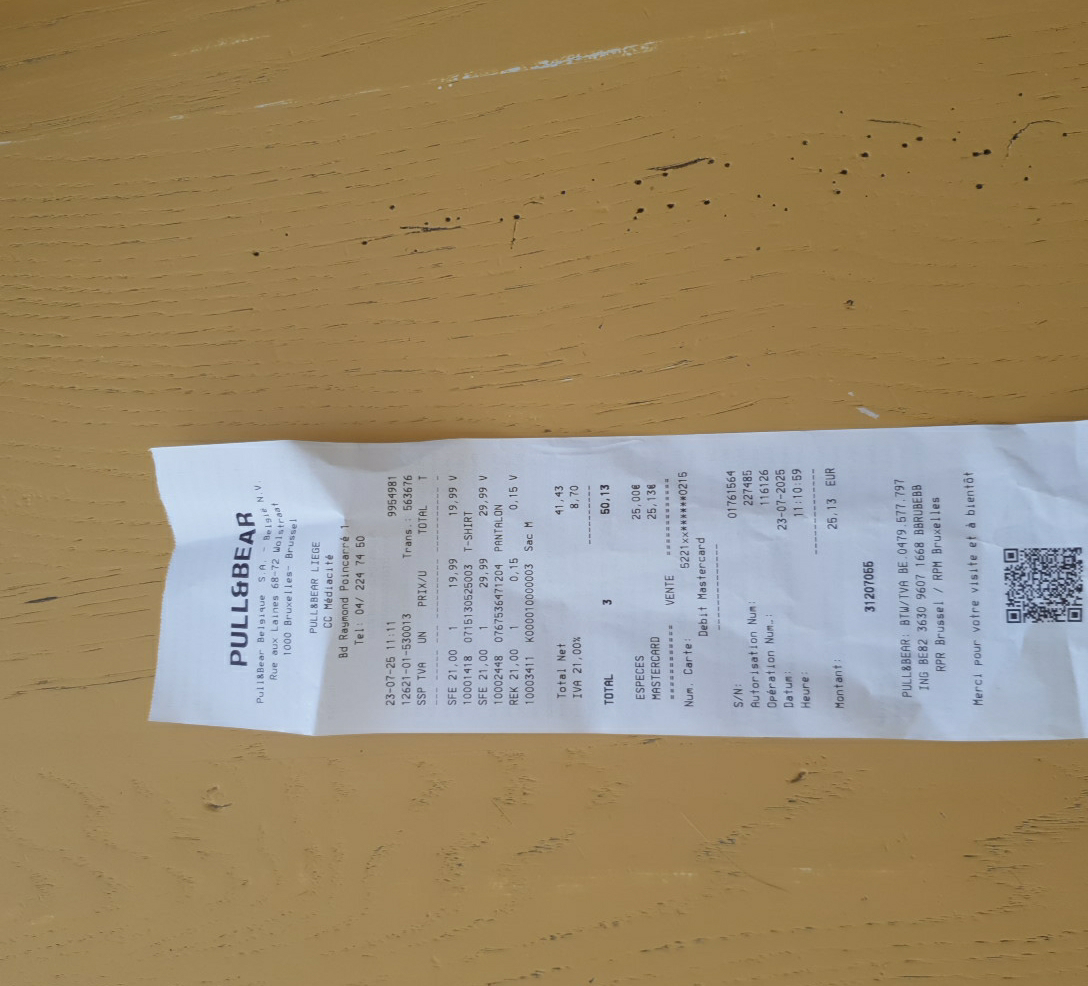 PULL&BEAR
Pull&Bear Belgique S.A. - België N.V.
Rue aux Laines 68-72 Wolstraat
1000 Bruxelles- Brussel
PULL&BEAR LIEGE
CC Médiacité
Bd Raymond Poincarré 1
Tel: 04/ 224 74 50
23-07-25 11:11 9954981
12621-01-530013 Trans.: 563676
SSP TVA UN PRIX/U TOTAL T
SFE 21,00 1 19,99 19,99 V
10001418 0715130525003 T-SHIRT
SFE 21,00 1 29,99 29,99 V
10002448 0767536471204 PANTALON
REK 21,00 1 0,15 0,15 V
10003411 K000010000003 Sac M
Total Net 41,43
IVA 21,00% 8,70
TOTAL 3 50,13
ESPECES 25,00€
MASTERCARD 25,13€
*********** VENTE ***********
Num. Carte: 5221xx******0215
Debit Mastercard
S/N: 01761564
Autorisation Num: 227485
Opération Num.: 116126
Datum: 23-07-2025
Heure: 11:10:59
Montant: 25,13 EUR
31207055
PULL&BEAR: BTW/TVA BE.0479.577.797
ING BE82 3630 9607 1668 BBRUBEBB
RPR Brussel / RPM Bruxelles
Merci pour votre visite et à bientôt